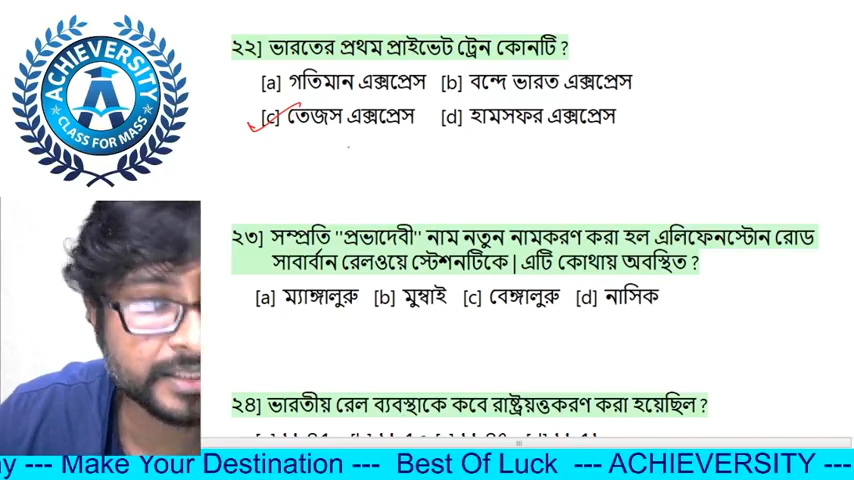 ACHIEVERSITY
CLASS FOR MASS
২২] ভারতের প্রথম প্রাইভেট ট্রেন কোনটি ?
[a] গতিমান এক্সপ্রেস [b] বন্দে ভারত এক্সপ্রেস
[c] তেজস এক্সপ্রেস [d] হামসফর এক্সপ্রেস
২৩] সম্প্রতি "প্রভাদেবী" নাম নতুন নামকরণ করা হল এলিফেনস্টোন রোড
সাবার্বান রেলওয়ে স্টেশনটিকে | এটি কোথায় অবস্থিত ?
[a] ম্যাঙ্গালুরু [b] মুম্বাই [c] বেঙ্গালুরু [d] নাসিক
২৪] ভারতীয় রেল ব্যবস্থাকে কবে রাষ্ট্রয়ত্তকরণ করা হয়েছিল ?
--- Make Your Destination --- Best Of Luck --- ACHIEVERSITY ---